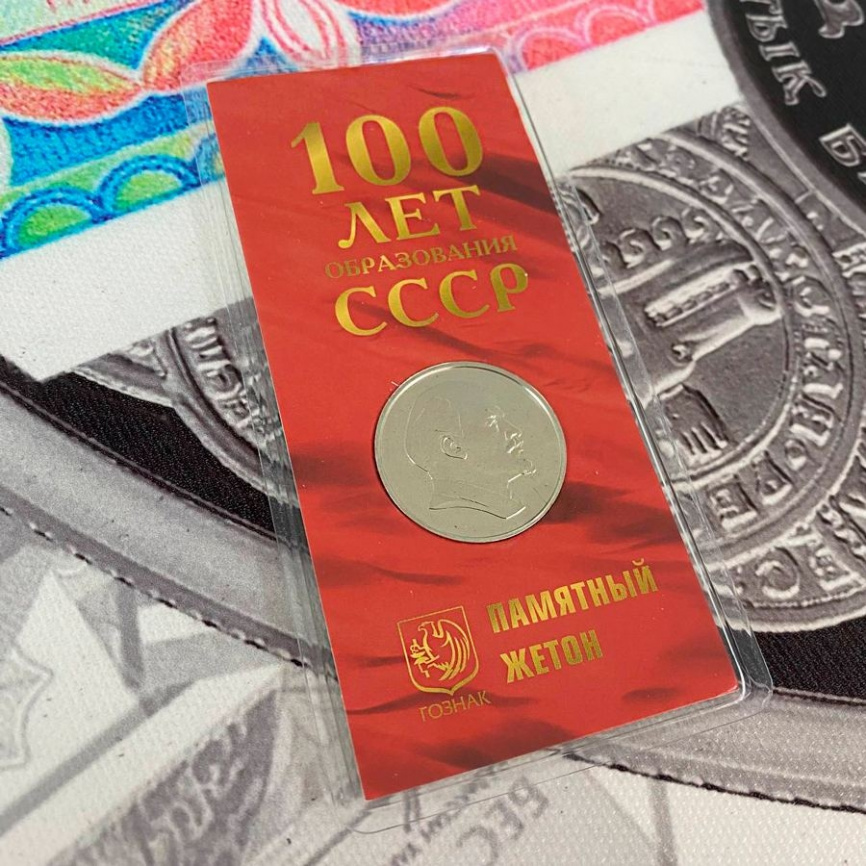 100
ЛЕТ
ОБРАЗОВАНИЯ
СССР
ПАМЯТНЫЙ
ЖЕТОН
ГОЗНАК